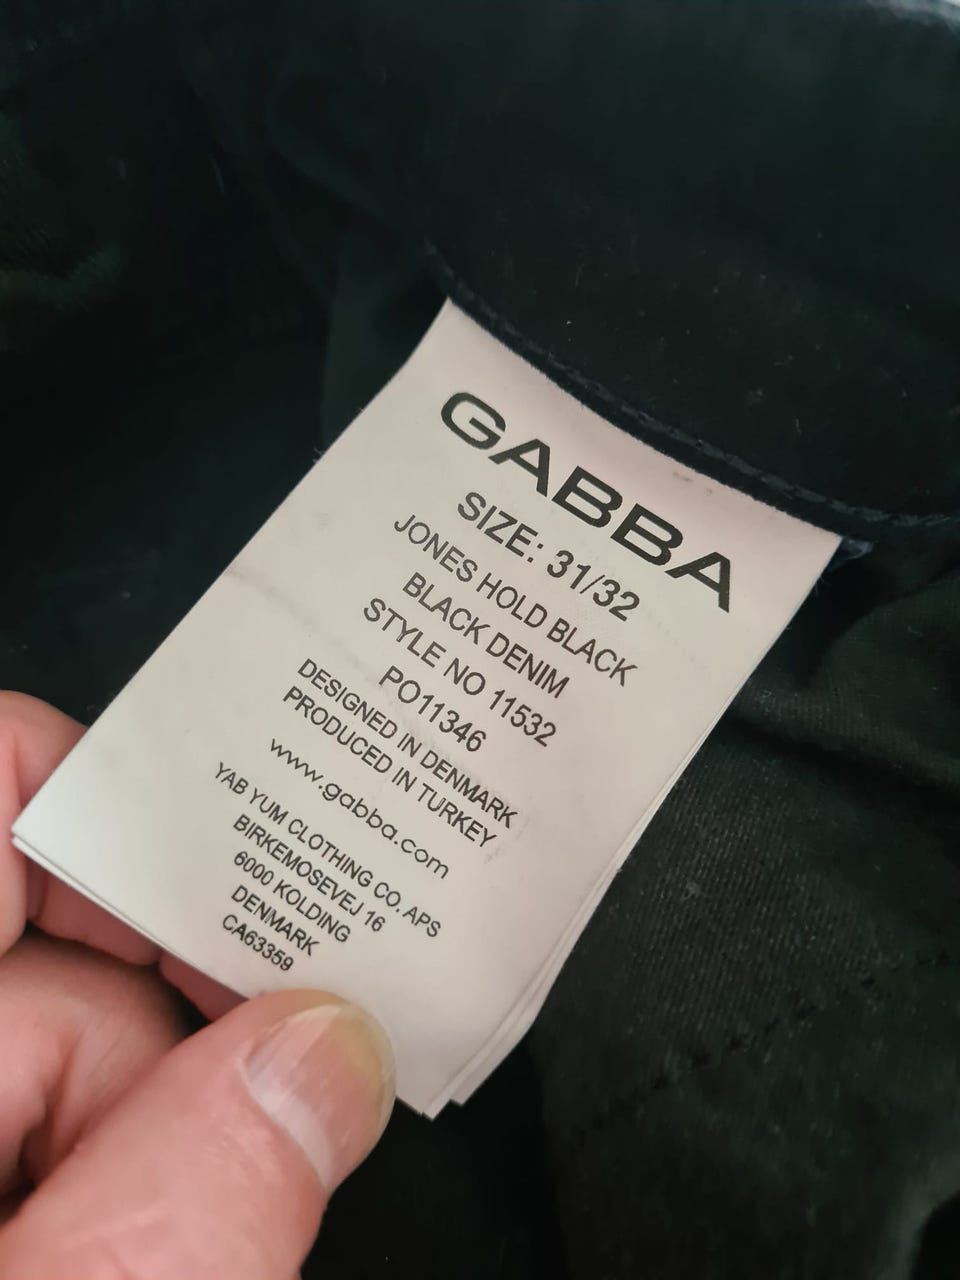 GABBA
SIZE: 31/32
JONES HOLD BLACK
BLACK DENIM
STYLE NO 11532
PO11346
DESIGNED IN DENMARK
PRODUCED IN TURKEY
www.gabba.com
YAB YUM CLOTHING CO. APS
BIRKEMOSEVEJ 16
6000 KOLDING
DENMARK
CA63359